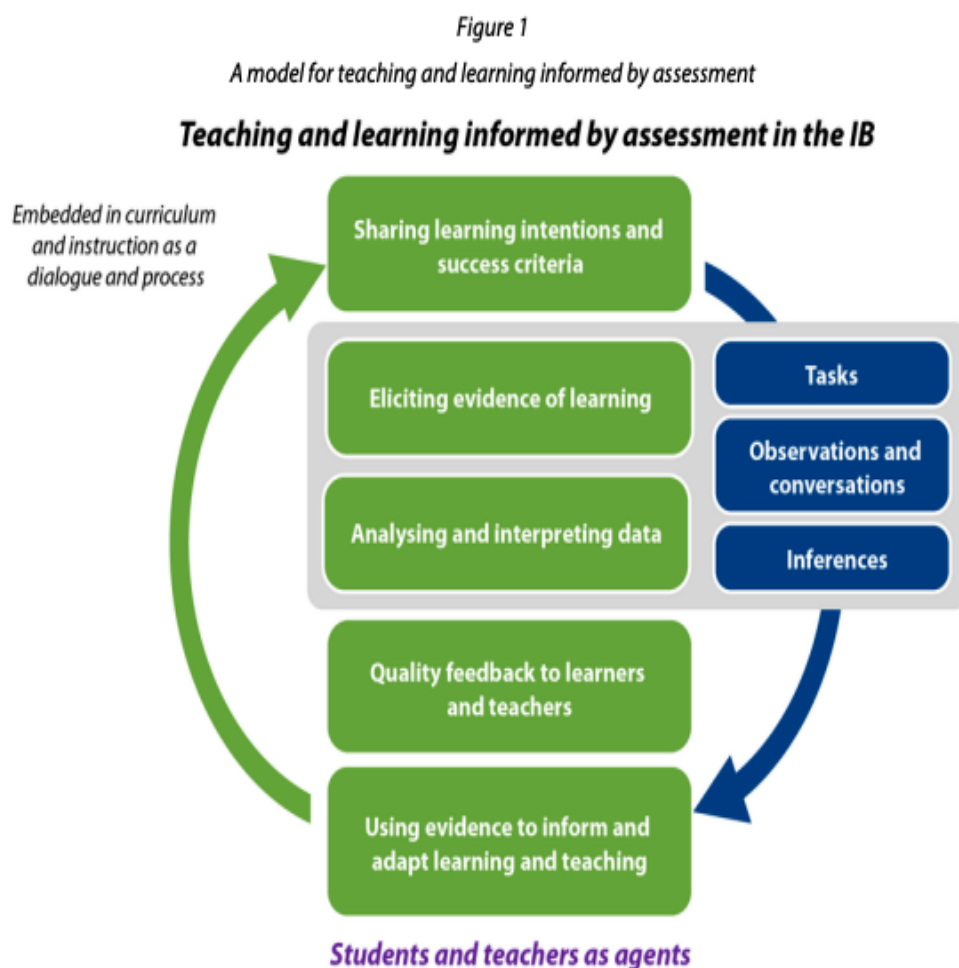 Figure 1
A model for teaching and learning informed by assessment
Teaching and learning informed by assessment in the IB
Embedded in curriculum
and instruction as a
dialogue and process
Sharing learning intentions and
success criteria
Eliciting evidence of learning
Tasks
Observations and
conversations
Analysing and interpreting data
Inferences
Quality feedback to learners
and teachers
Using evidence to inform and
adapt learning and teaching
Students and teachers as agents